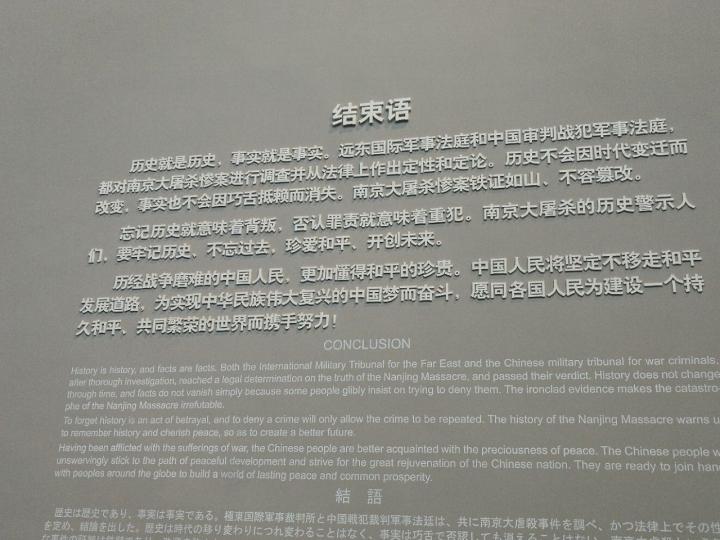 结束语
历史就是历史，事实就是事实。远东国际军事法庭和中国审判战犯军事法庭，
都对南京大屠杀惨案进行调查并从法律上作出定性和定论。历史不会因时代变迁而
改变，事实也不会因巧舌抵赖而消失。南京大屠杀惨案铁证如山、不容篡改。
忘记历史就意味着背叛，否认罪责就意味着重犯。南京大屠杀的历史警示人
们，要牢记历史、不忘过去，珍爱和平、开创未来。
历经战争磨难的中国人民，更加懂得和平的珍贵。中国人民将坚定不移走和平
发展道路，为实现中华民族伟大复兴的中国梦而奋斗，愿同各国人民为建设一个持
久和平、共同繁荣的世界而携手努力！
CONCLUSION
History is history, and facts are facts. Both the International Military Tribunal for the Far East and the Chinese military tribunal for war criminals,
after thorough investigation, reached a legal determination on the truth of the Nanjing Massacre, and passed their verdict. History does not change
through time, and facts do not vanish simply because some people glibly insist on trying to deny them. The ironclad evidence makes the catastro-
phe of the Nanjing Massacre irrefutable.
To forget history is an act of betrayal, and to deny a crime will only allow the crime to be repeated. The history of the Nanjing Massacre warns u
to remember history and cherish peace, so as to create a better future.
Having been afflicted with the sufferings of war, the Chinese people are better acquainted with the preciousness of peace. The Chinese people w
unswervingly stick to the path of peaceful development and strive for the great rejuvenation of the Chinese nation. They are ready to join han
with peoples around the globe to build a world of lasting peace and common prosperity.
結 語
歴史は歴史であり、事実は事実である。極東国際軍事裁判所と中国戦犯裁判軍事法廷は、共に南京大虐殺事件を調べ、かつ法律上でその性
を定め、結論を出した。歴史は時代の移り変わりにつれ変わることはなく、事実は巧舌で否認しても消えることはない。